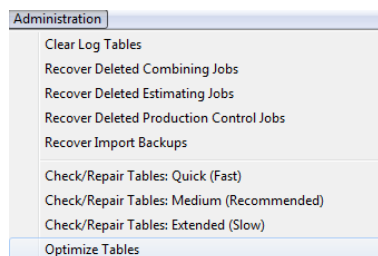 Administration
Clear Log Tables
Recover Deleted Combining Jobs
Recover Deleted Estimating Jobs
Recover Deleted Production Control Jobs
Recover Import Backups
Check/Repair Tables: Quick (Fast)
Check/Repair Tables: Medium (Recommended)
Check/Repair Tables: Extended (Slow)
Optimize Tables